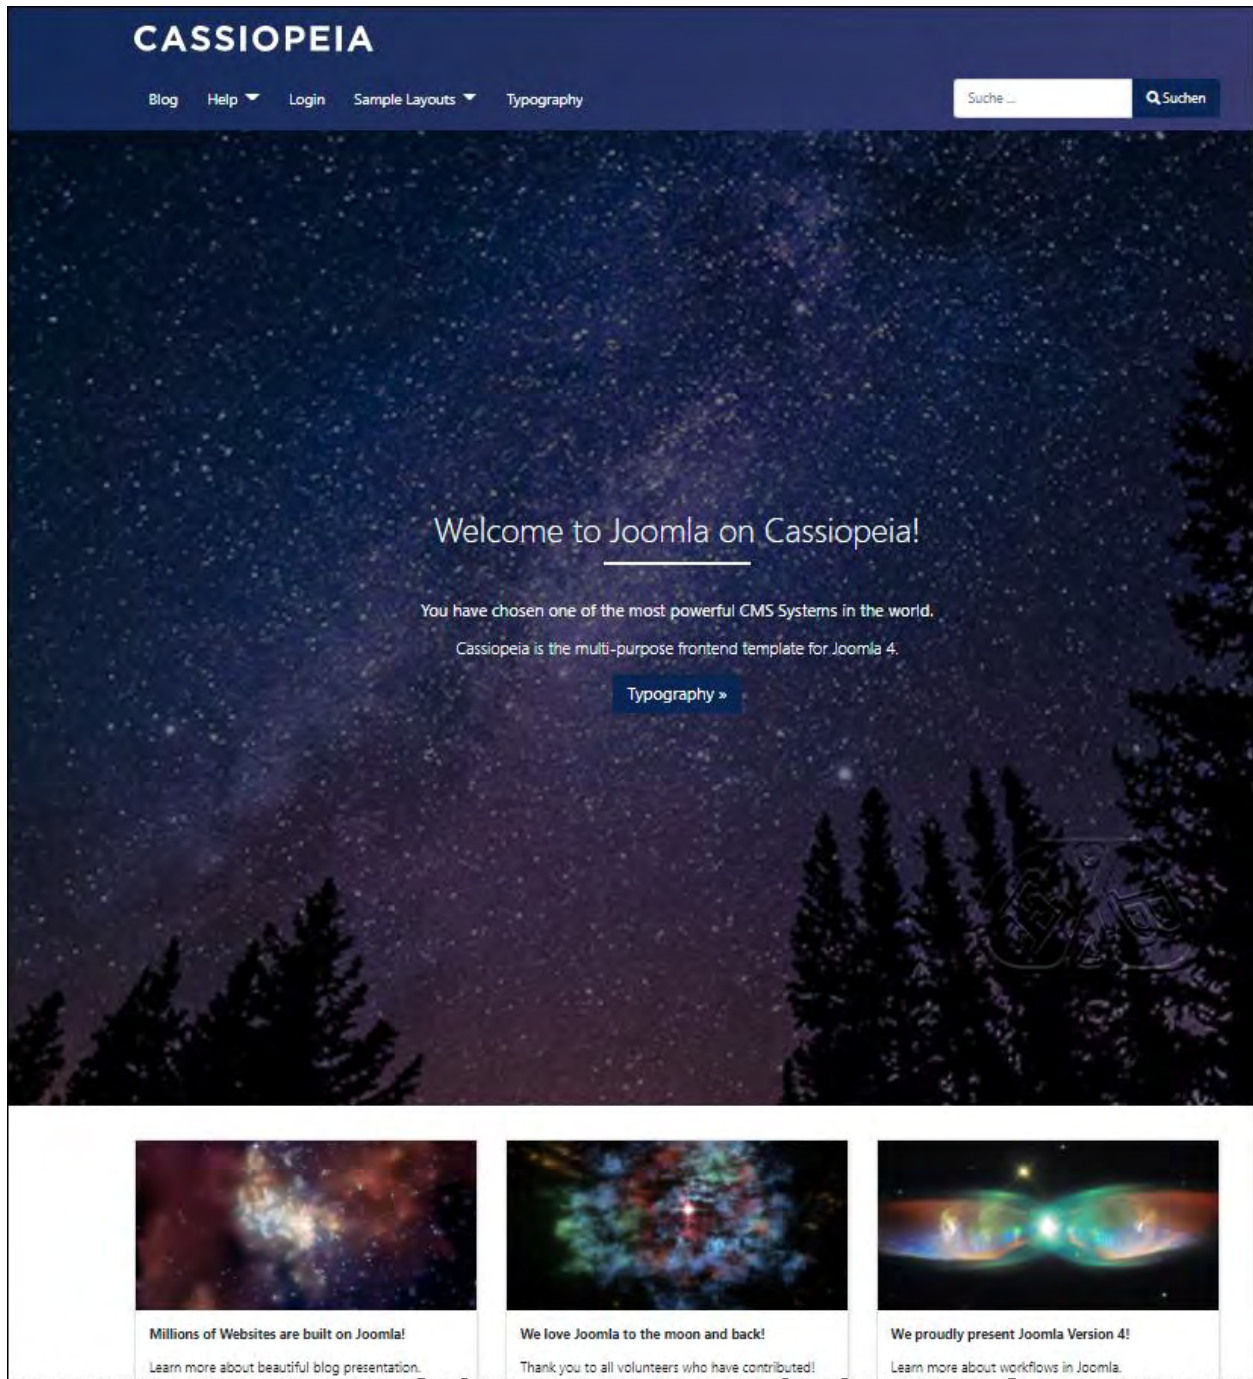 CASSIOPEIA
Blog Help Login Sample Layouts Typography
Suche ... Suchen
Welcome to Joomla on Cassiopeia!
You have chosen one of the most powerful CMS Systems in the world.
Cassiopeia is the multi-purpose frontend template for Joomla 4.
Typography »
Millions of Websites are built on Joomla!
Learn more about beautiful blog presentation.
We love Joomla to the moon and back!
Thank you to all volunteers who have contributed!
We proudly present Joomla Version 4!
Learn more about workflows in Joomla.